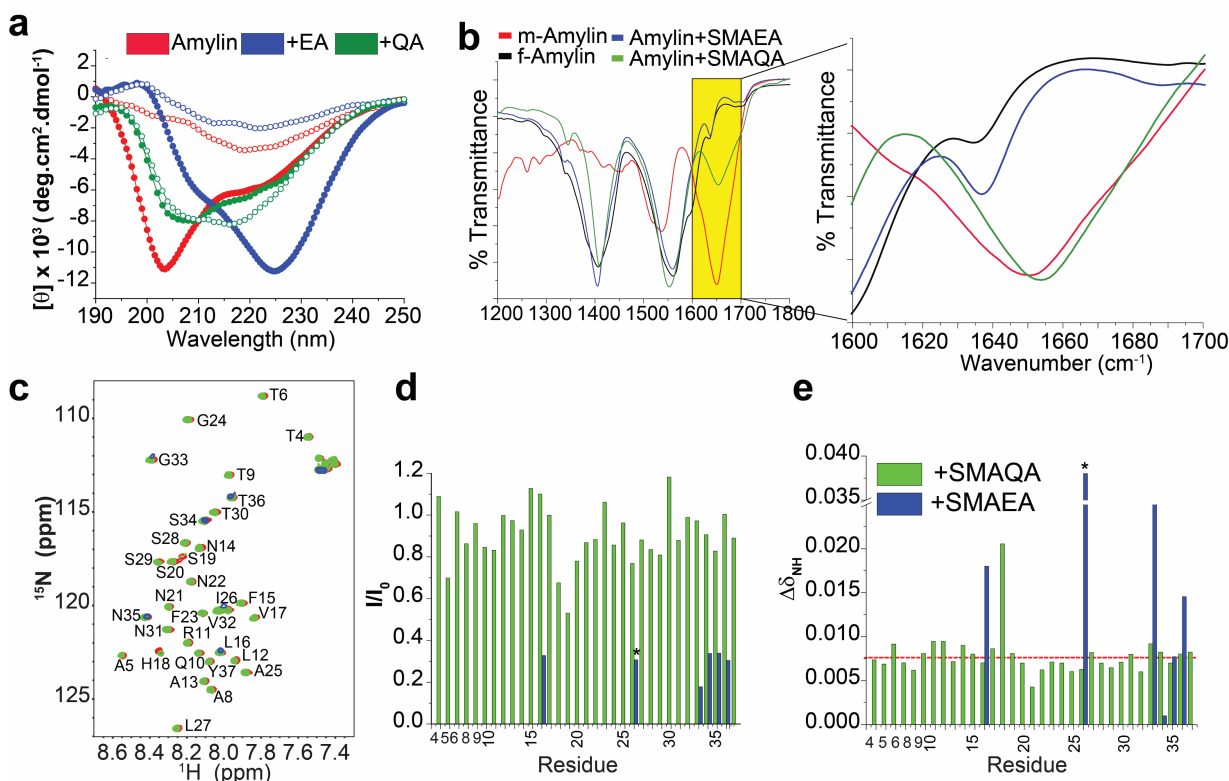 a
Amylin +EA +QA
[θ] x 10³ ( deg.cm².dmol⁻¹)
2
0
-2
-4
-6
-8
-10
-12
190 200 210 220 230 240 250
Wavelength (nm)
b
m-Amylin Amylin+SMAEA
f-Amylin Amylin+SMAQA
% Transmittance
1200 1400 1500 1600 1700 1800
% Transmittance
1600 1620 1640 1660 1680 1700
Wavenumber (cm⁻¹)
c
T6
G24
T4
G33
T9
T36
T30
S34
S28
N14
S29
S19
S20
N22
N21
I26
F15
N35
F23
V32
V17
N31
R11
L16
A5
H18
Q10
Y37
L12
A25
A13
A8
L27
¹⁵N (ppm)
110
115
120
125
8.6 8.4 8.2 8.0 7.8 7.6 7.4
¹H (ppm)
d
I/I₀
1.2
1.0
0.8
0.6
0.4
0.2
0.0
*
4 5 6 8 9 10 15 20 25 30 35
Residue
e
+SMAQA
+SMAEA
*
ΔδNH
0.040
0.035
0.020
0.015
0.010
0.005
0.000
4 5 6 8 9 10 15 20 25 30 35
Residue